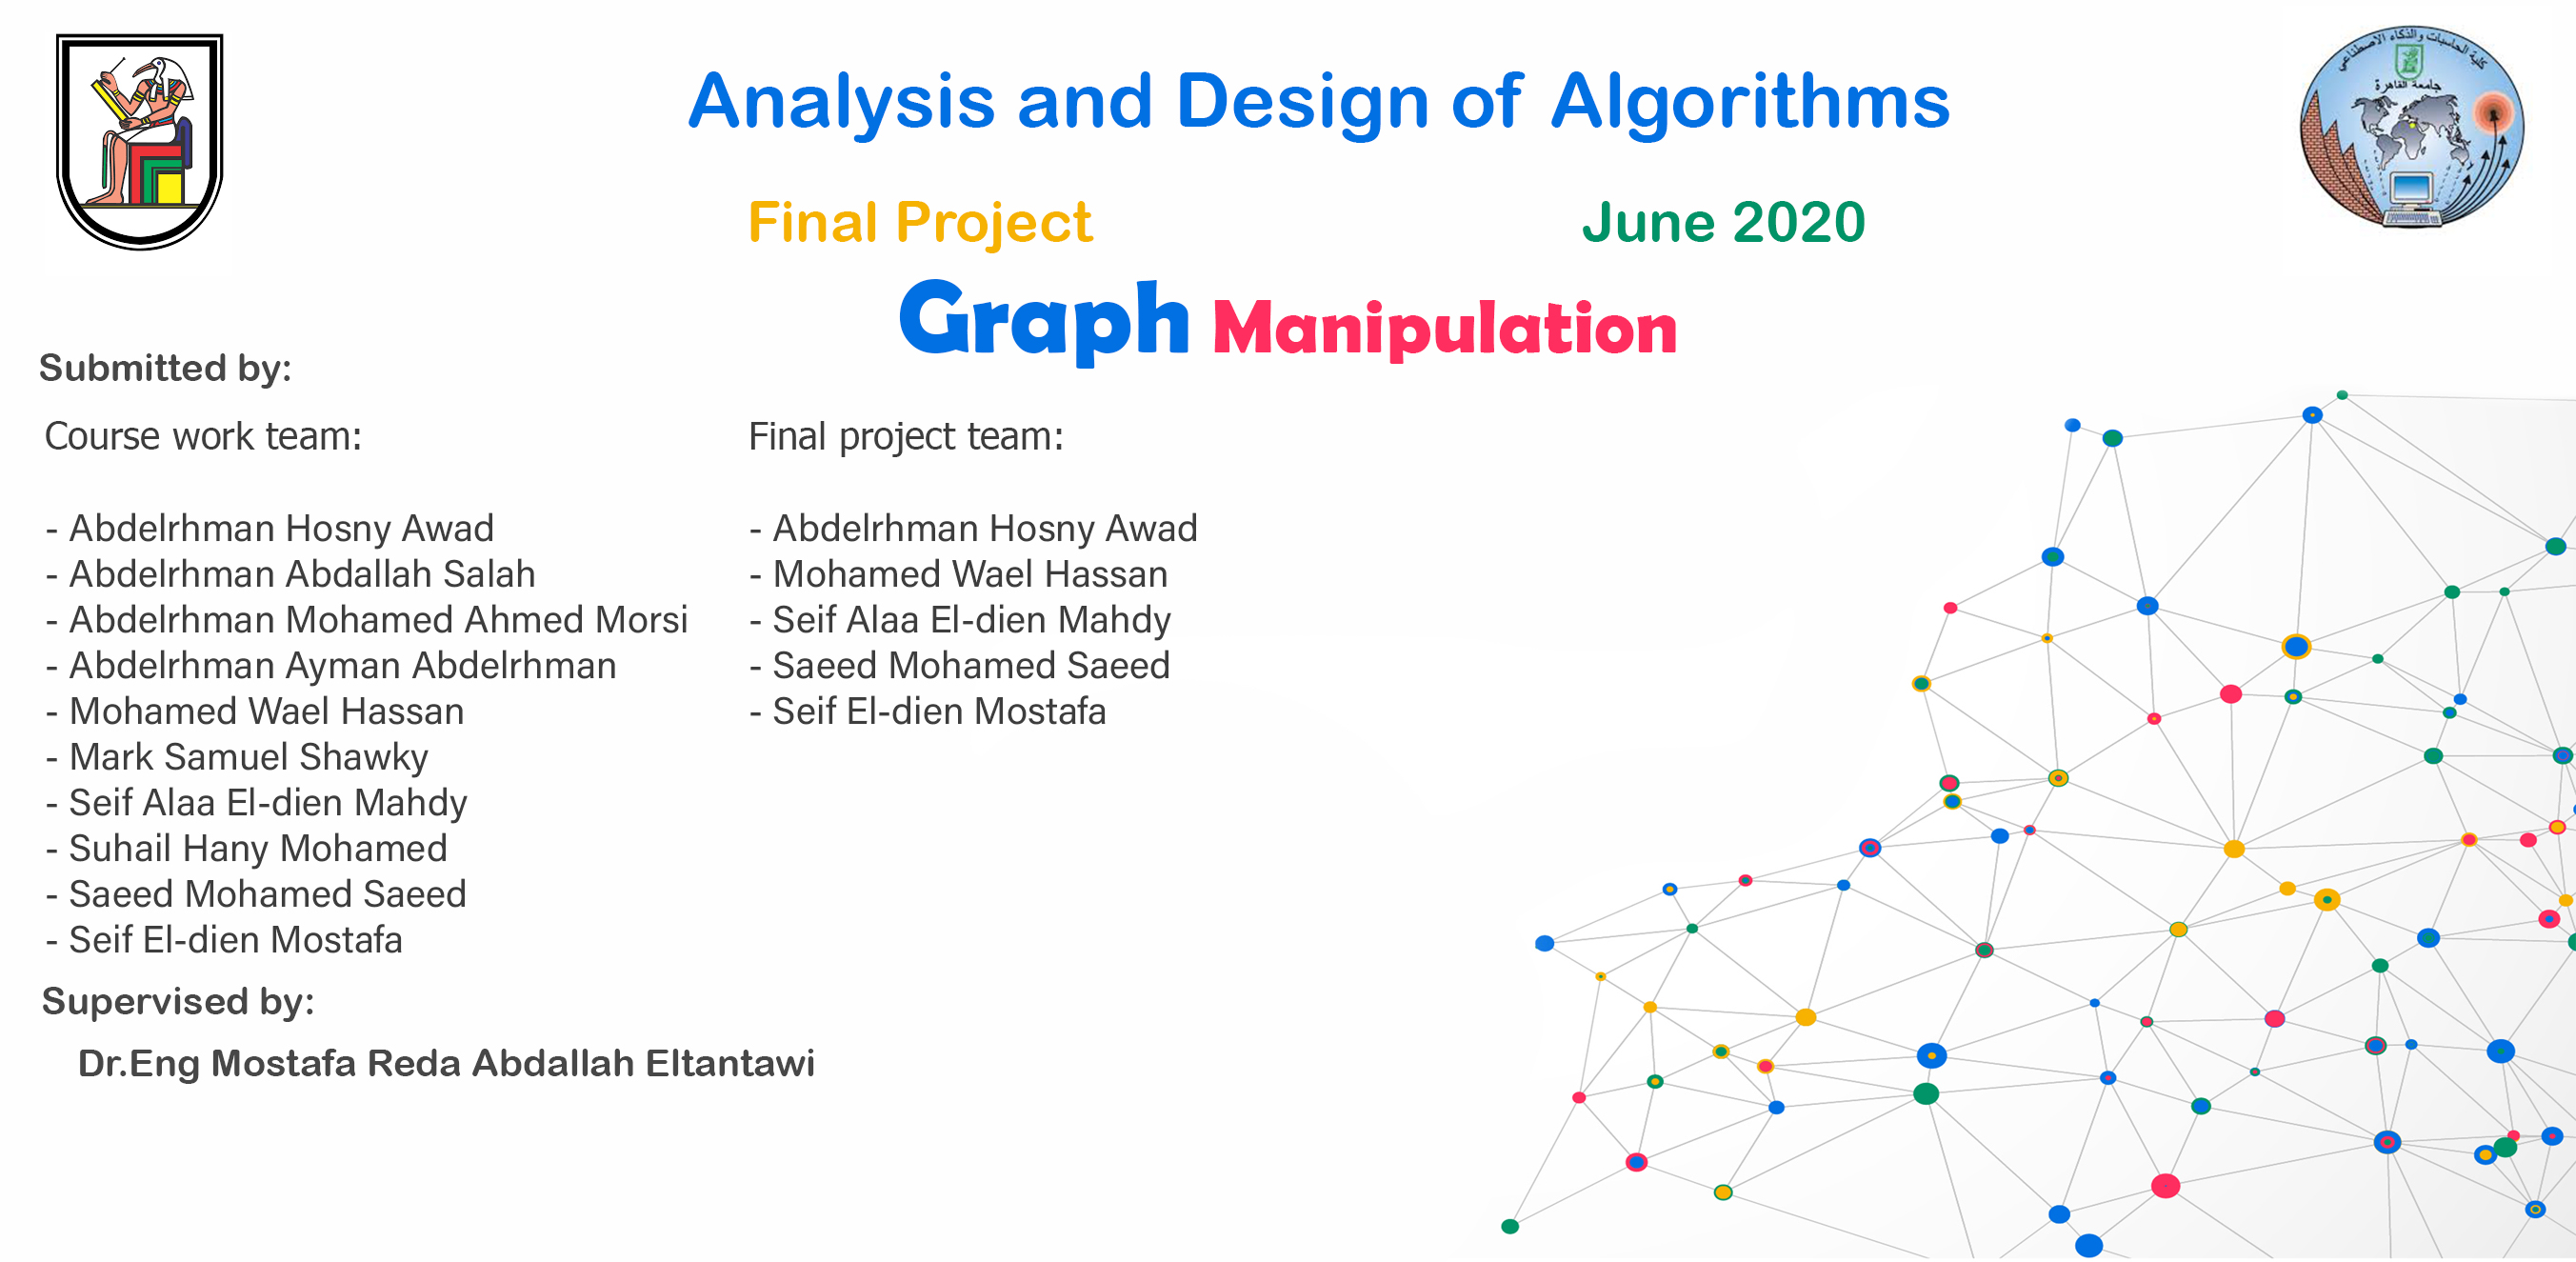 كلية الحاسبات والذكاء الاصطناعي
جامعة القاهرة
Analysis and Design of Algorithms
Final Project
June 2020
Graph Manipulation
Submitted by:
Course work team:
- Abdelrhman Hosny Awad
- Abdelrhman Abdallah Salah
- Abdelrhman Mohamed Ahmed Morsi
- Abdelrhman Ayman Abdelrhman
- Mohamed Wael Hassan
- Mark Samuel Shawky
- Seif Alaa El-dien Mahdy
- Suhail Hany Mohamed
- Saeed Mohamed Saeed
- Seif El-dien Mostafa
Final project team:
- Abdelrhman Hosny Awad
- Mohamed Wael Hassan
- Seif Alaa El-dien Mahdy
- Saeed Mohamed Saeed
- Seif El-dien Mostafa
Supervised by:
Dr.Eng Mostafa Reda Abdallah Eltantawi